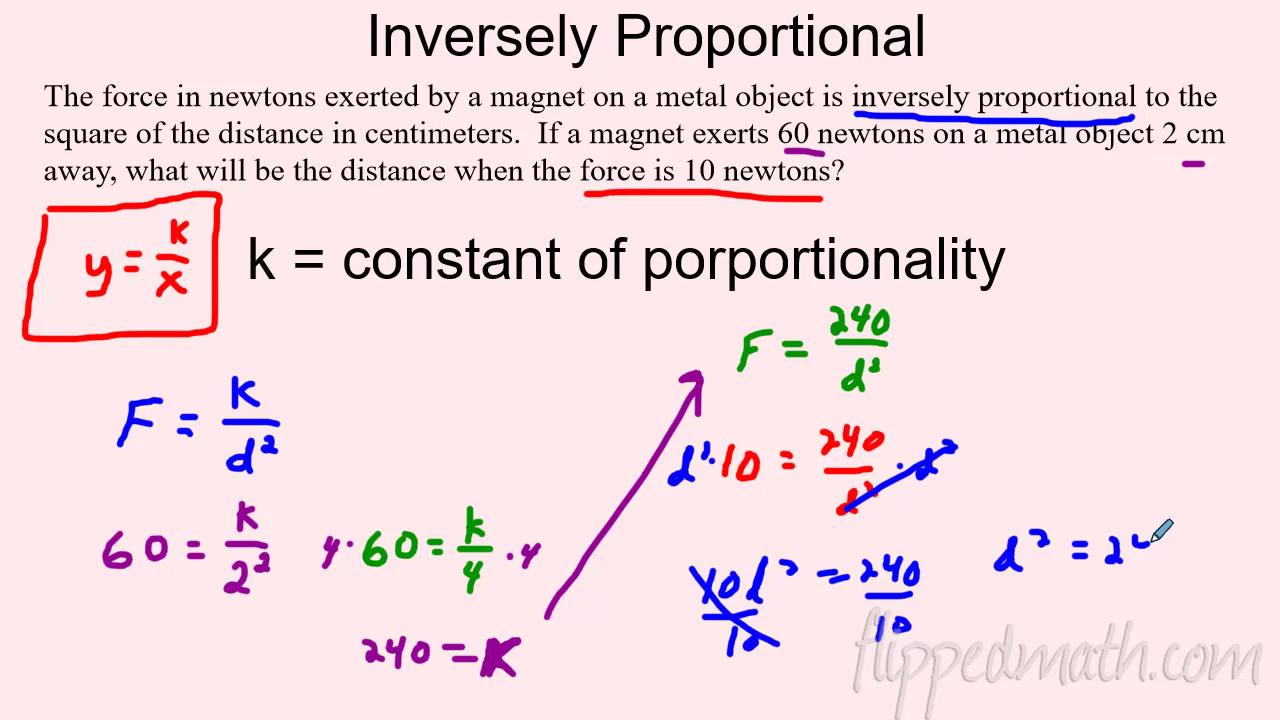 Inversely Proportional
The force in newtons exerted by a magnet on a metal object is inversely proportional to the
square of the distance in centimeters. If a magnet exerts 60 newtons on a metal object 2 cm
away, what will be the distance when the force is 10 newtons?
y = k/x
k = constant of porportionality
F = k/d²
60 = k/2²
4 · 60 = k/4 · 4
240 = K
F = 240/d²
d² · 10 = 240/d² · d²
10d²/10 = 240/10
d² = 24
flippedmath.com